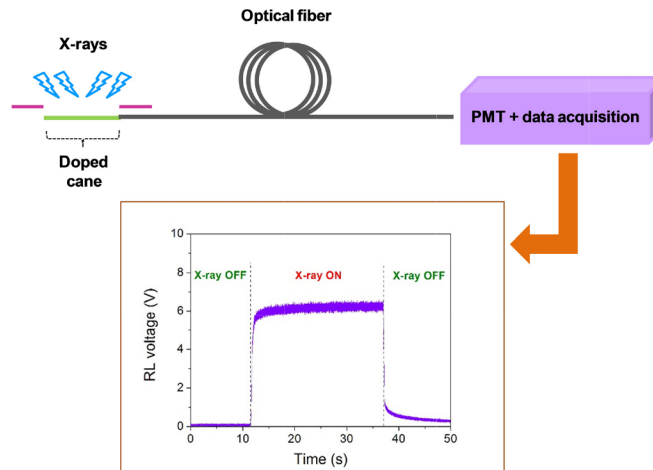 Optical fiber
X-rays
PMT + data acquisition
Doped
cane
10
8
6
4
2
0
RL voltage (V)
X-ray OFF
X-ray ON
X-ray OFF
0
10
20
30
40
50
Time (s)